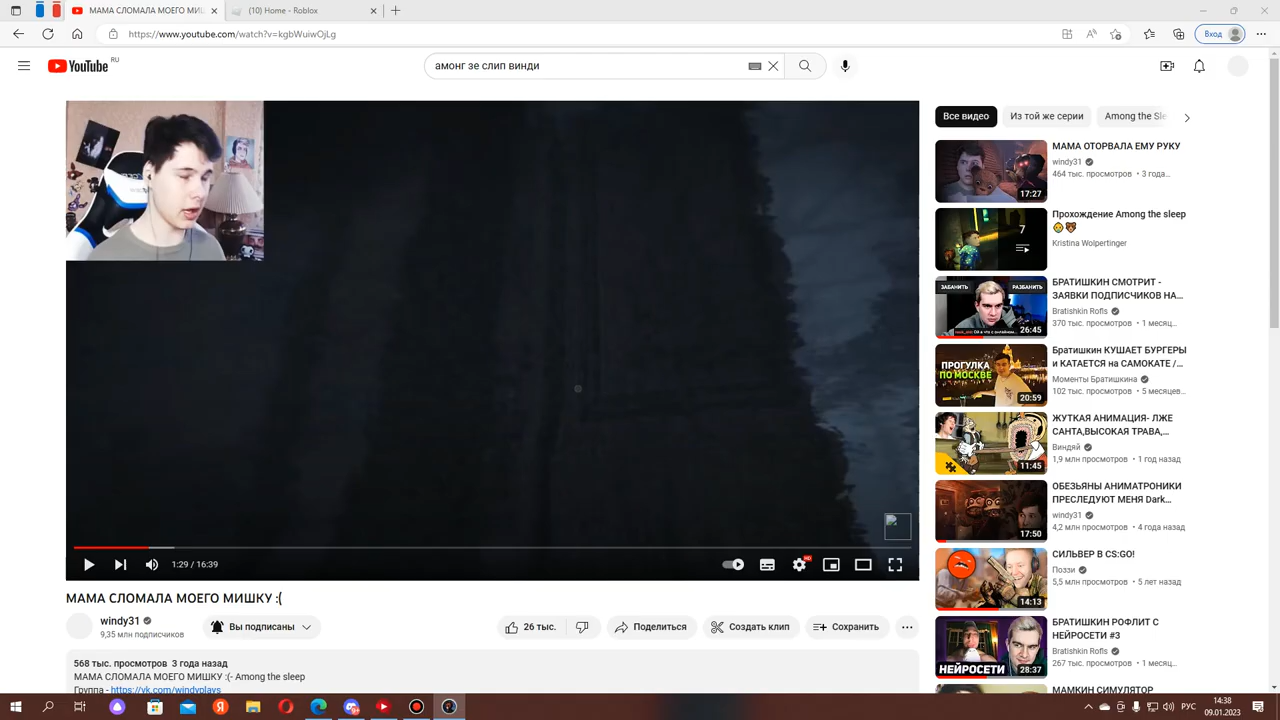 МАМА СЛОМАЛА МОЕГО МИШ
(10) Home - Roblox
https://www.youtube.com/watch?v=kgbWuiwOjLg
Вход
YouTube RU
амонг зе слип винди
Все видео
Из той же серии
Among the Sle
МАМА ОТОРВАЛА ЕМУ РУКУ
windy31
464 тыс. просмотров • 3 года...
17:27
Прохождение Among the sleep
Kristina Wolpertinger
7
ЗАБАНИТЬ
РАЗБАНИТЬ
БРАТИШКИН СМОТРИТ -
ЗАЯВКИ ПОДПИСЧИКОВ НА...
Bratishkin Rofls
370 тыс. просмотров • 1 месяц...
26:45
ПРОГУЛКА
ПО МОСКВЕ
Братишкин КУШАЕТ БУРГЕРЫ
и КАТАЕТСЯ на САМОКАТЕ /...
Моменты Братишкина
102 тыс. просмотров • 5 месяцев...
20:59
ЖУТКАЯ АНИМАЦИЯ- ЛЖЕ
САНТА,ВЫСОКАЯ ТРАВА,...
Виндяй
1,9 млн просмотров • 1 год назад
11:45
ОБЕЗЬЯНЫ АНИМАТРОНИКИ
ПРЕСЛЕДУЮТ МЕНЯ Dark...
windy31
4,2 млн просмотров • 4 года назад
17:50
СИЛЬВЕР В CS:GO!
Поззи
5,5 млн просмотров • 5 лет назад
14:13
БРАТИШКИН РОФЛИТ С
НЕЙРОСЕТИ #3
Bratishkin Rofls
267 тыс. просмотров • 1 месяц...
НЕЙРОСЕТИ
28:37
МАМКИН СИМУЛЯТОР
1:29 / 16:39
HD
МАМА СЛОМАЛА МОЕГО МИШКУ :(
windy31
9,35 млн подписчиков
Вы подписаны
26 тыс.
Поделиться
Создать клип
Сохранить
568 тыс. просмотров 3 года назад
МАМА СЛОМАЛА МОЕГО МИШКУ :(- Among the sleep
Группа - https://vk.com/windyplays
РУС
14:38
09.01.2023